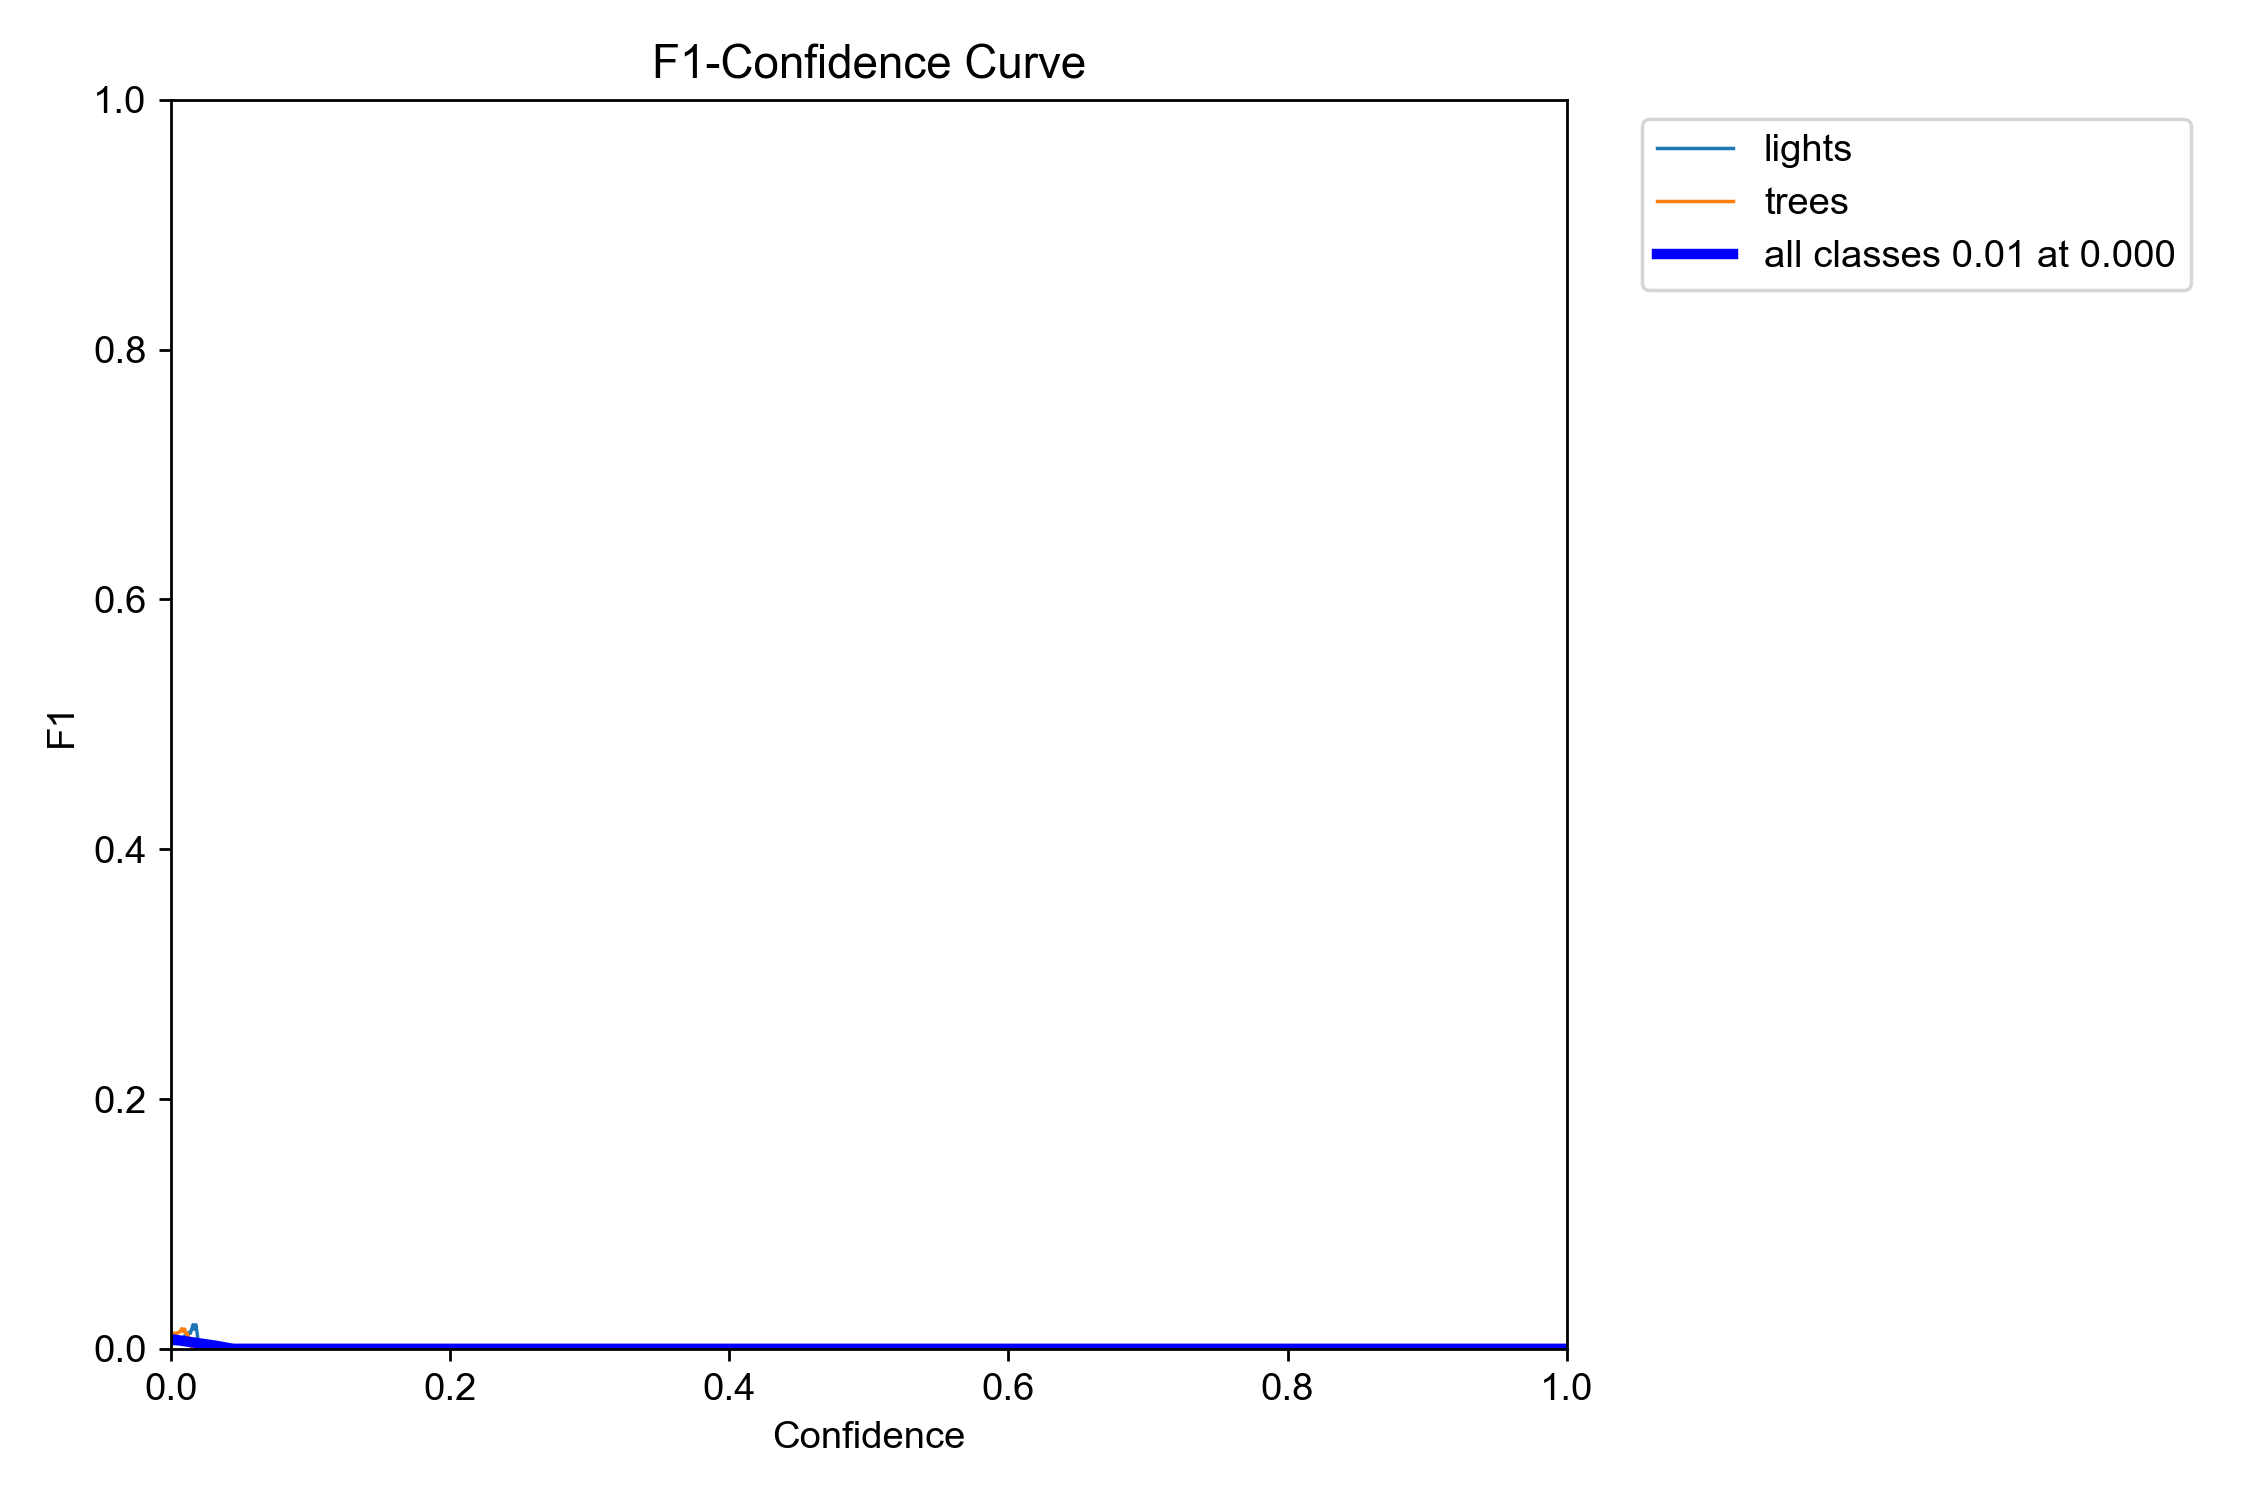 F1-Confidence Curve
1.0
0.8
0.6
0.4
0.2
0.0
F1
0.0 0.2 0.4 0.6 0.8 1.0
Confidence
lights
trees
all classes 0.01 at 0.000